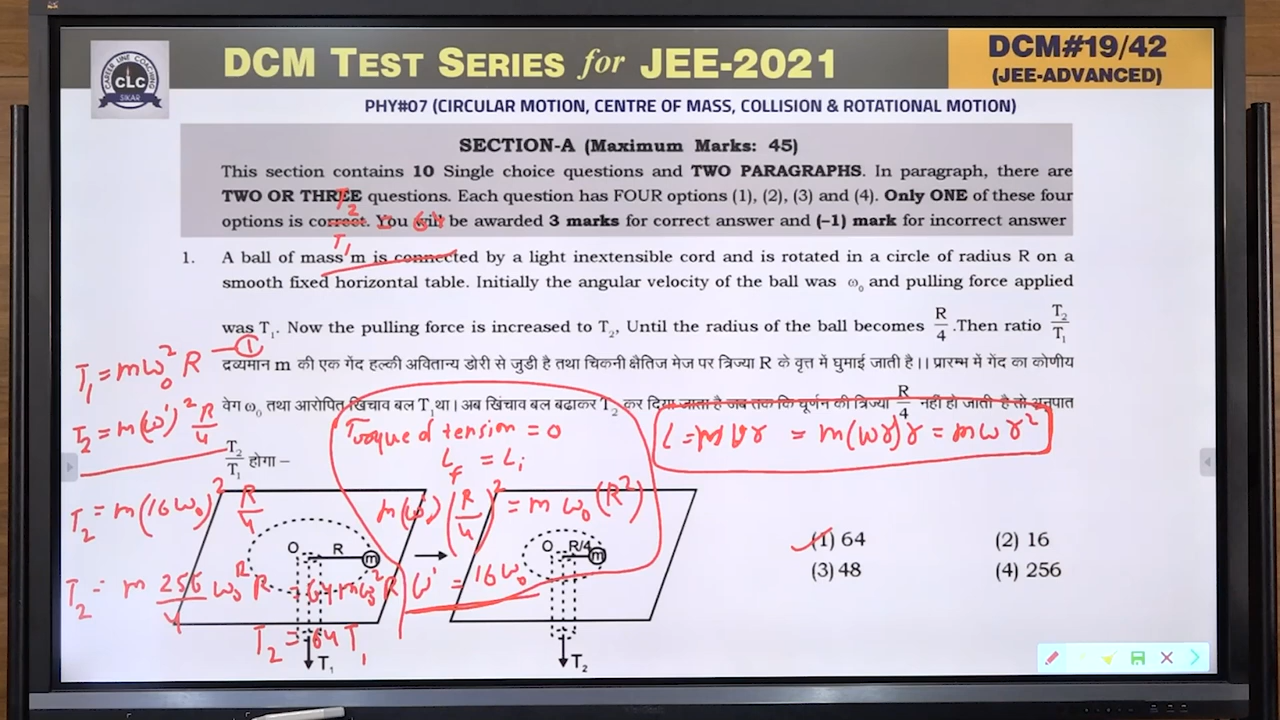 CAREER LINE COACHING
CLC
SIKAR
DCM TEST SERIES for JEE-2021
DCM#19/42
(JEE-ADVANCED)
PHY#07 (CIRCULAR MOTION, CENTRE OF MASS, COLLISION & ROTATIONAL MOTION)
SECTION-A (Maximum Marks: 45)
This section contains 10 Single choice questions and TWO PARAGRAPHS. In paragraph, there are
TWO OR THREE questions. Each question has FOUR options (1), (2), (3) and (4). Only ONE of these four
options is correct. You will be awarded 3 marks for correct answer and (–1) mark for incorrect answer
T₂/T₁ = 64
1. A ball of mass m is connected by a light inextensible cord and is rotated in a circle of radius R on a
smooth fixed horizontal table. Initially the angular velocity of the ball was ω₀ and pulling force applied
was T₁. Now the pulling force is increased to T₂, Until the radius of the ball becomes R/4 .Then ratio T₂/T₁
द्रव्यमान m की एक गेंद हल्की अवितान्य डोरी से जुडी है तथा चिकनी क्षैतिज मेज पर त्रिज्या R के वृत्त में घुमाई जाती है।। प्रारम्भ में गेंद का कोणीय
वेग ω₀ तथा आरोपित खिंचाव बल T₁ था। अब खिंचाव बल बढाकर T₂ कर दिया जाता है जब तक कि घूर्णन की त्रिज्या R/4 नहीं हो जाती है तो अनुपात
T₂/T₁ होगा –
T₁ = mω₀² R — ①
T₂ = m(ω')² R/4
T₂ = m(16ω₀)² R/4
T₂ = m 256/4 ω₀² R = 64 mω₀² R
T₂ = 64 T₁
Torque of tension = 0
L_f = L_i
m(ω') (R/4)² = m ω₀ (R²)
ω' = 16ω₀
L = m v r = m(ωr)r = mωr²
O R m
T₁
O R/4 m
T₂
(1) 64 (2) 16
(3) 48 (4) 256